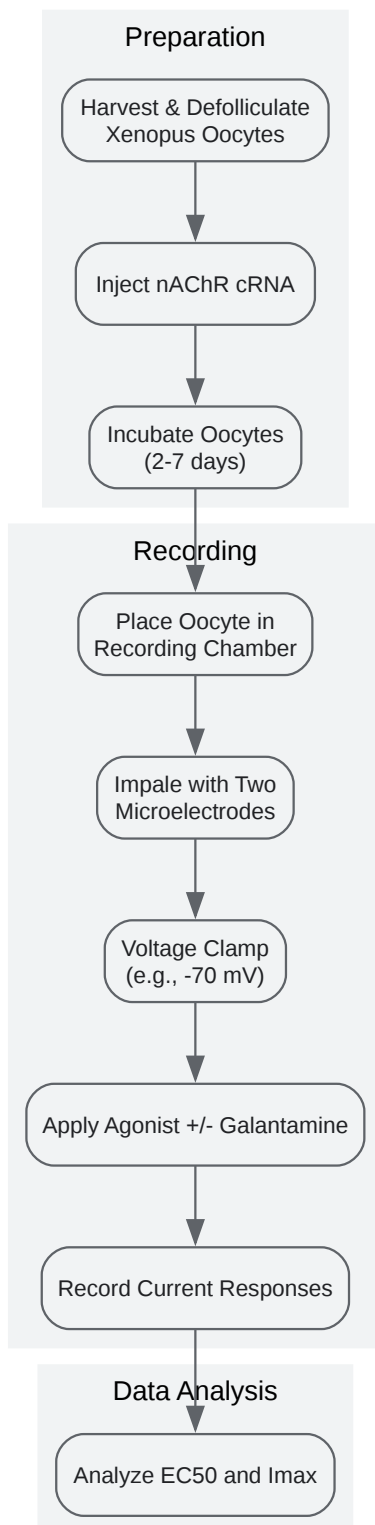 Preparation
Harvest & Defolliculate
Xenopus Oocytes
Inject nAChR cRNA
Incubate Oocytes
(2-7 days)
Recording
Place Oocyte in
Recording Chamber
Impale with Two
Microelectrodes
Voltage Clamp
(e.g., -70 mV)
Apply Agonist +/- Galantamine
Record Current Responses
Data Analysis
Analyze EC50 and Imax